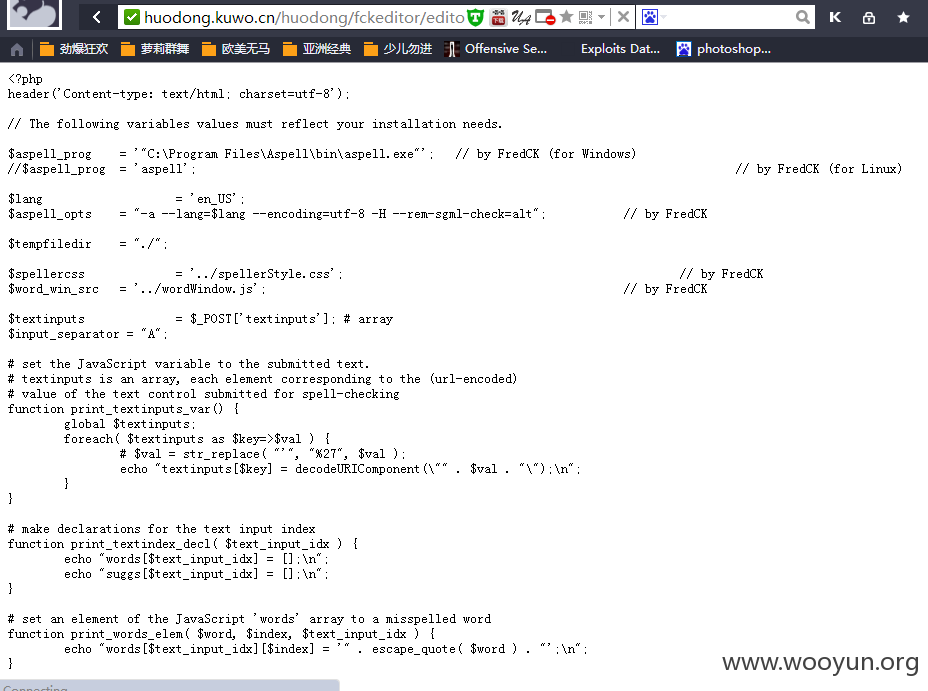 huodong.kuwo.cn/huodong/fckeditor/edito
K
劲爆狂欢 萝莉群舞 欧美无马 亚洲经典 少儿勿进 Offensive Se... Exploits Dat... photoshop...
<?php
header('Content-type: text/html; charset=utf-8');
// The following variables values must reflect your installation needs.
$aspell_prog = '"C:\Program Files\Aspell\bin\aspell.exe"'; // by FredCK (for Windows)
//$aspell_prog = 'aspell'; // by FredCK (for Linux)
$lang = 'en_US';
$aspell_opts = "-a --lang=$lang --encoding=utf-8 -H --rem-sgml-check=alt"; // by FredCK
$tempfiledir = "./";
$spellercss = '../spellerStyle.css'; // by FredCK
$word_win_src = '../wordWindow.js'; // by FredCK
$textinputs = $_POST['textinputs']; # array
$input_separator = "A";
# set the JavaScript variable to the submitted text.
# textinputs is an array, each element corresponding to the (url-encoded)
# value of the text control submitted for spell-checking
function print_textinputs_var() {
global $textinputs;
foreach( $textinputs as $key=>$val ) {
# $val = str_replace( "'", "%27", $val );
echo "textinputs[$key] = decodeURIComponent(\"" . $val . "\");\n";
}
}
# make declarations for the text input index
function print_textindex_decl( $text_input_idx ) {
echo "words[$text_input_idx] = [];\n";
echo "suggs[$text_input_idx] = [];\n";
}
# set an element of the JavaScript 'words' array to a misspelled word
function print_words_elem( $word, $index, $text_input_idx ) {
echo "words[$text_input_idx][$index] = '" . escape_quote( $word ) . "';\n";
}
www.wooyun.org
Connecting